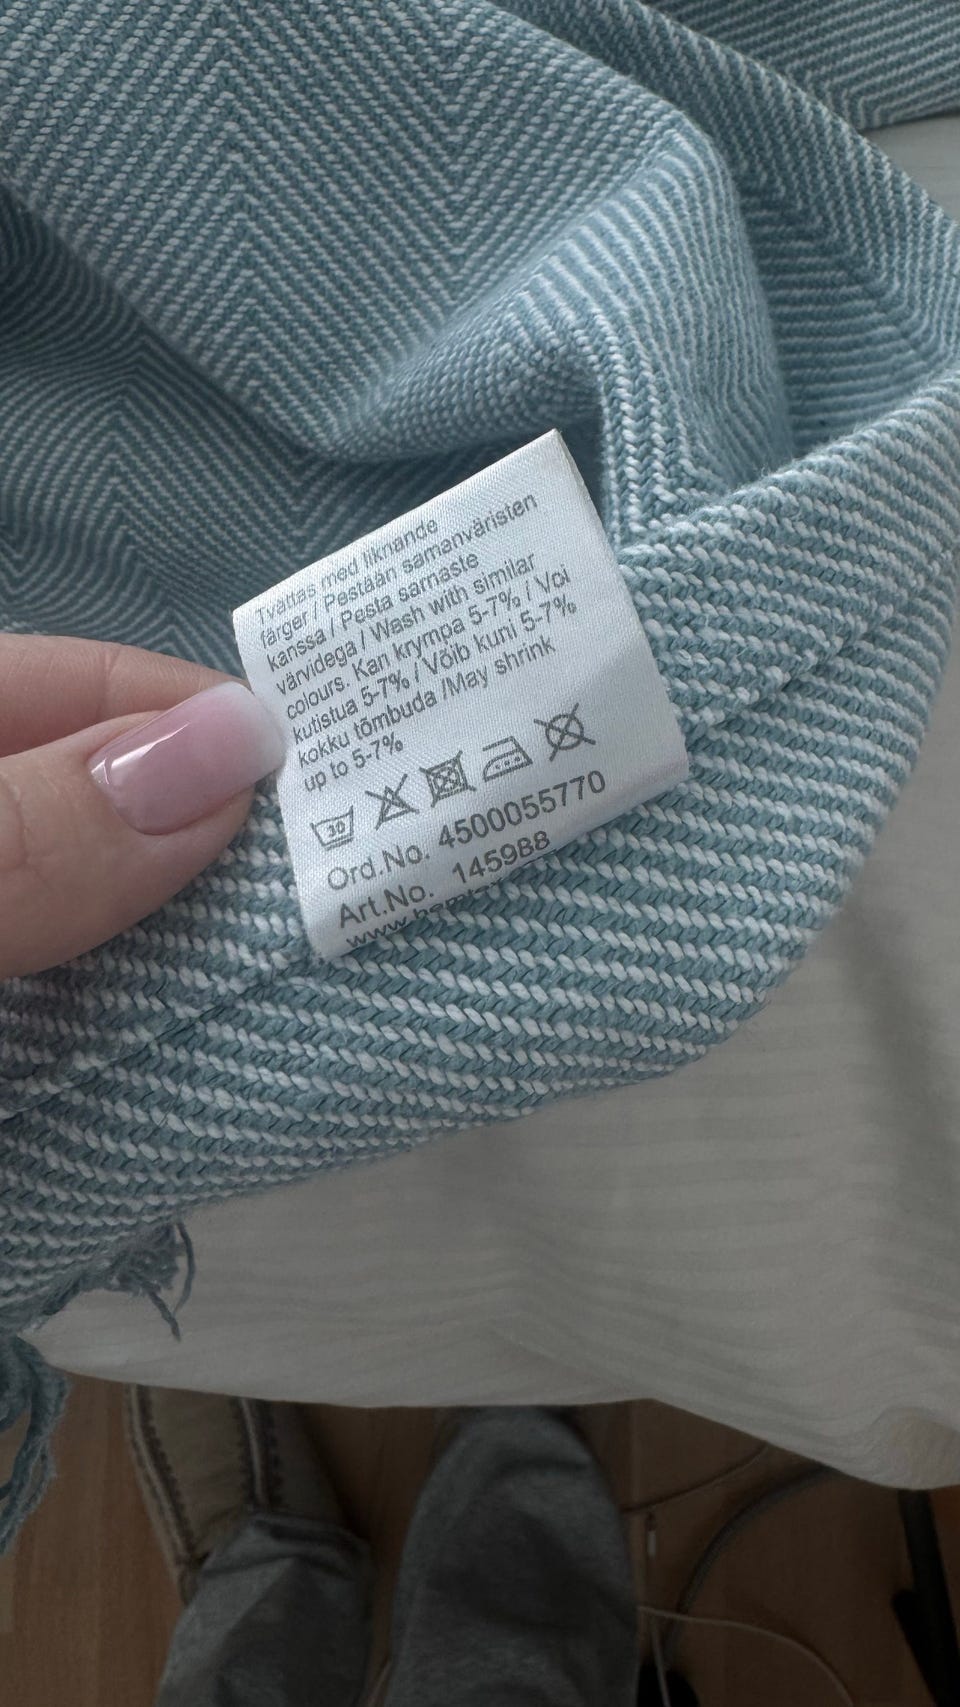 Tvättas med liknande
färger / Pestään samanväristen
kanssa / Pesta sarnaste
värvidega / Wash with similar
colours. Kan krympa 5-7% / Voi
kutistua 5-7% / Võib kuni 5-7%
kokku tõmbuda /May shrink
up to 5-7%
30
Ord.No. 4500055770
Art.No. 145988